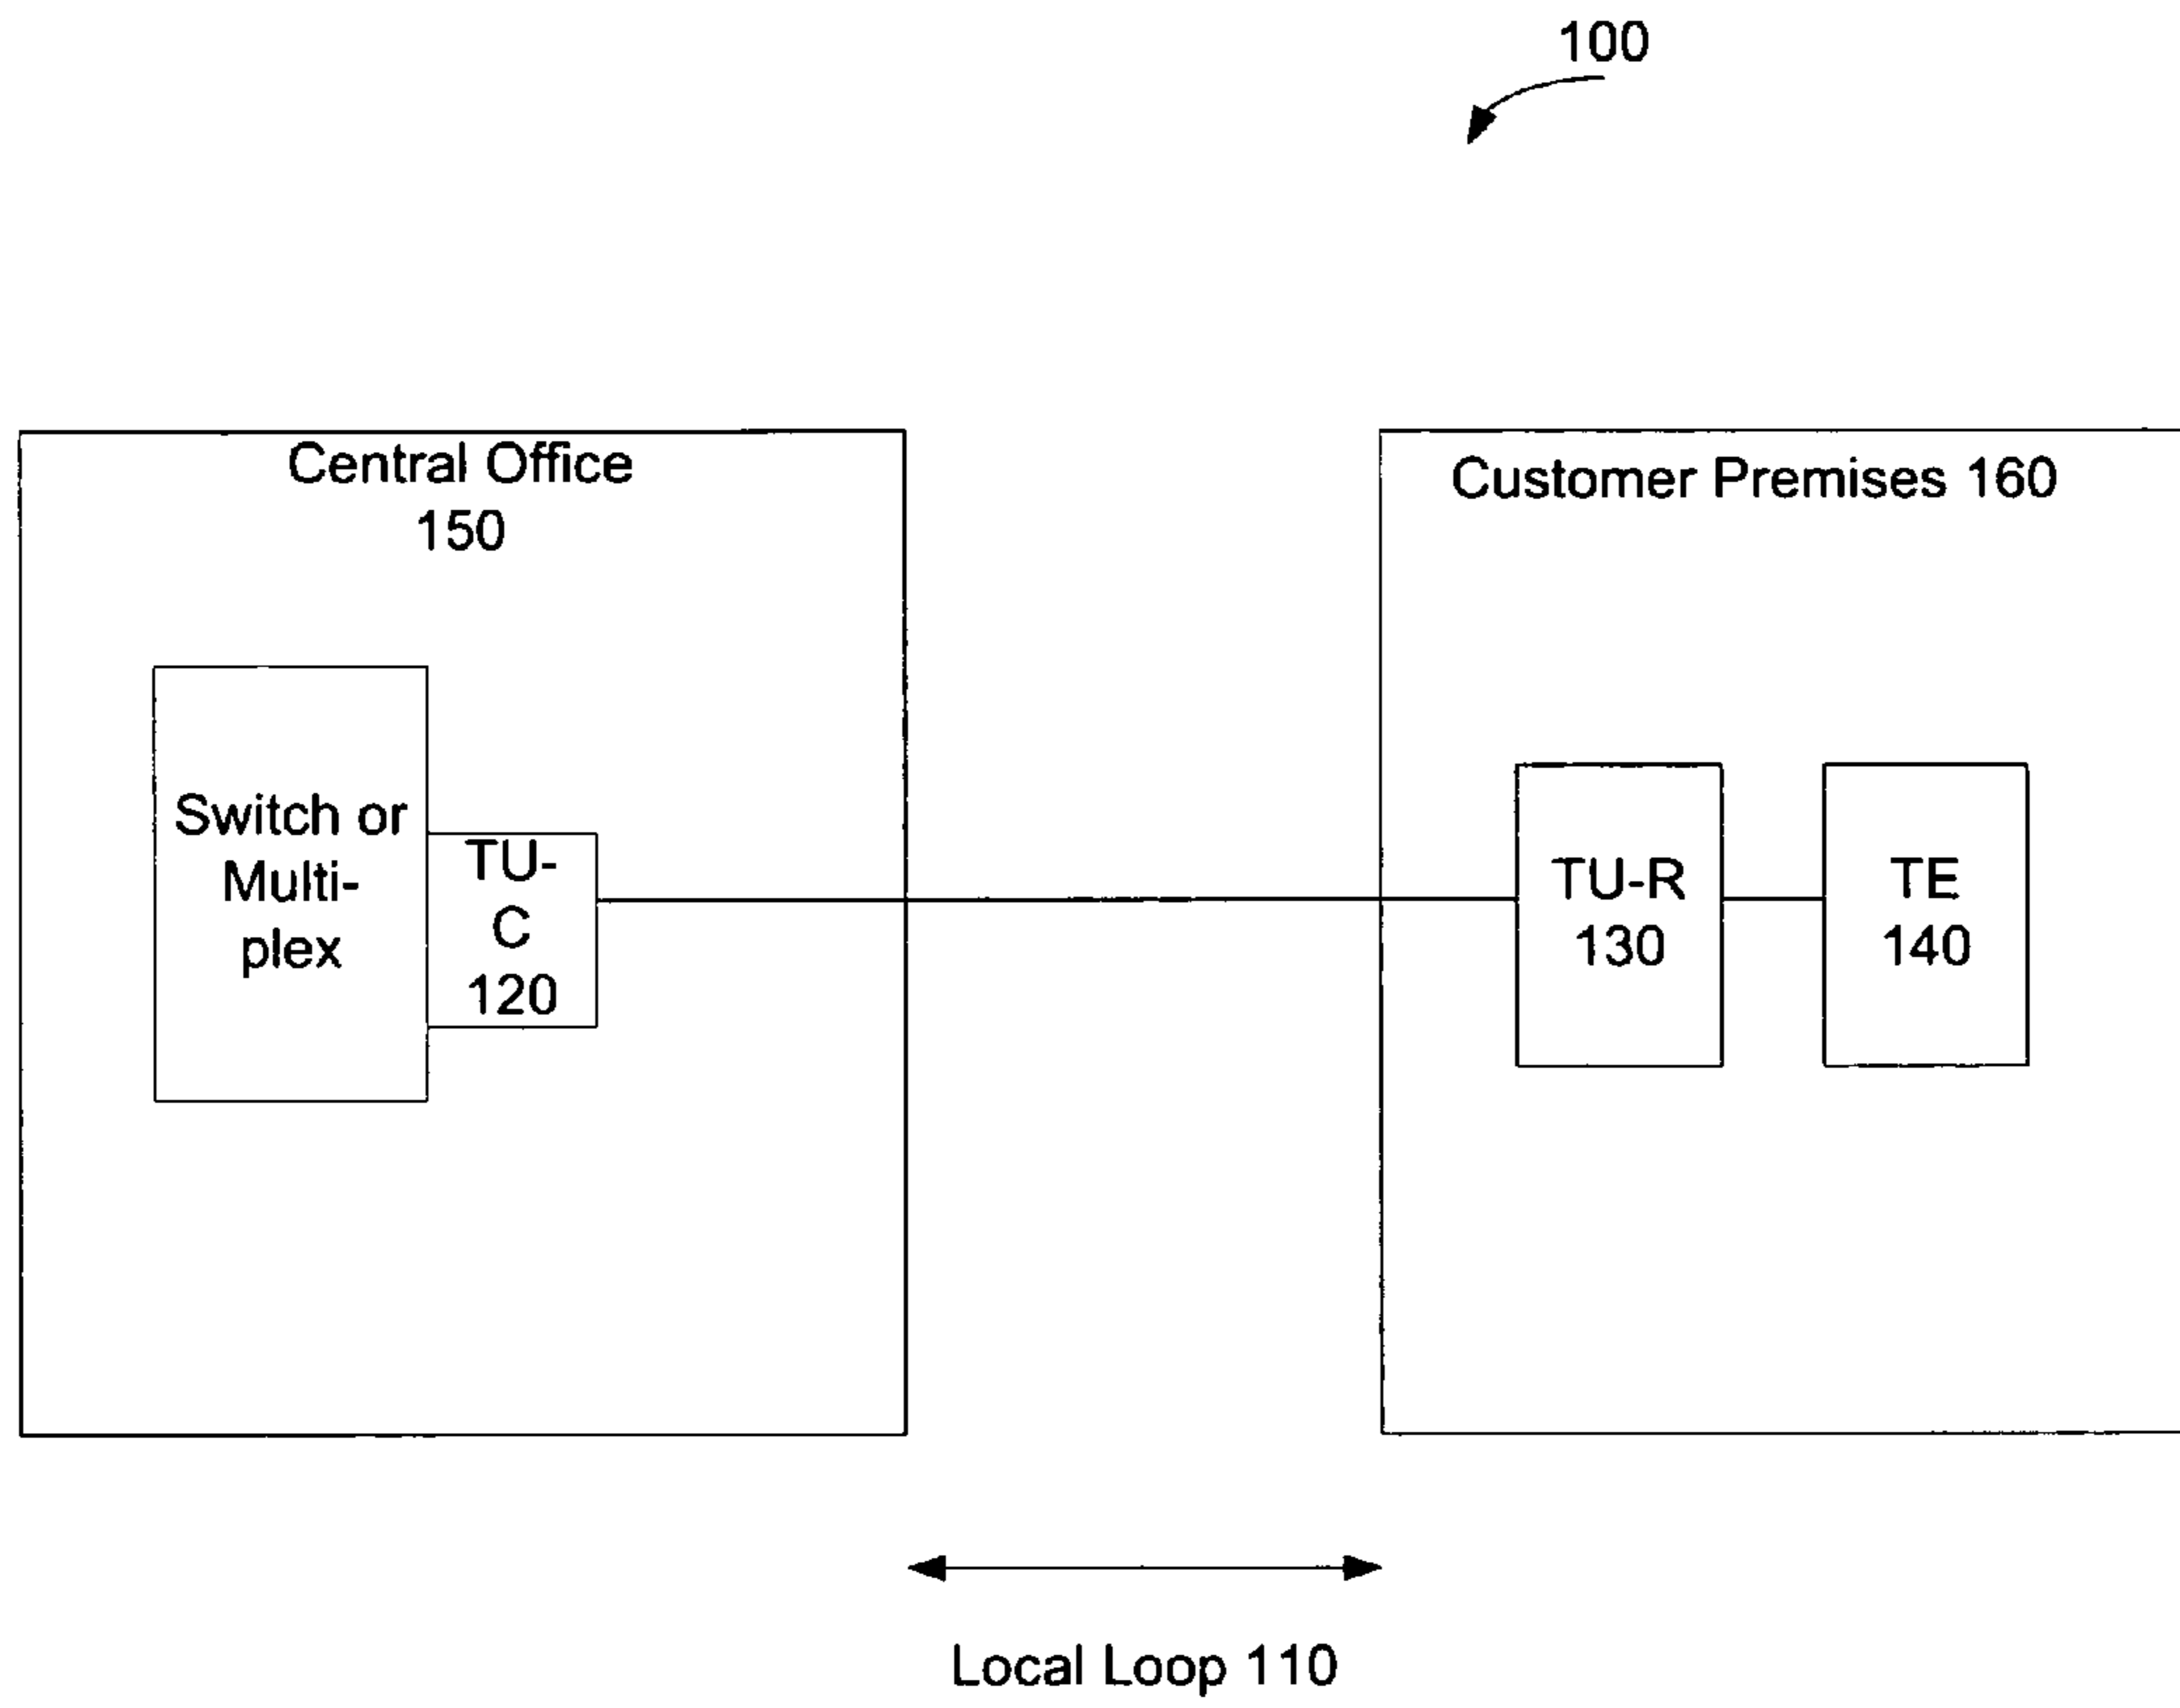 100
Central Office
150
Customer Premises 160
Switch or
Multi-
plex
TU-
C
120
TU-R
130
TE
140
Local Loop 110